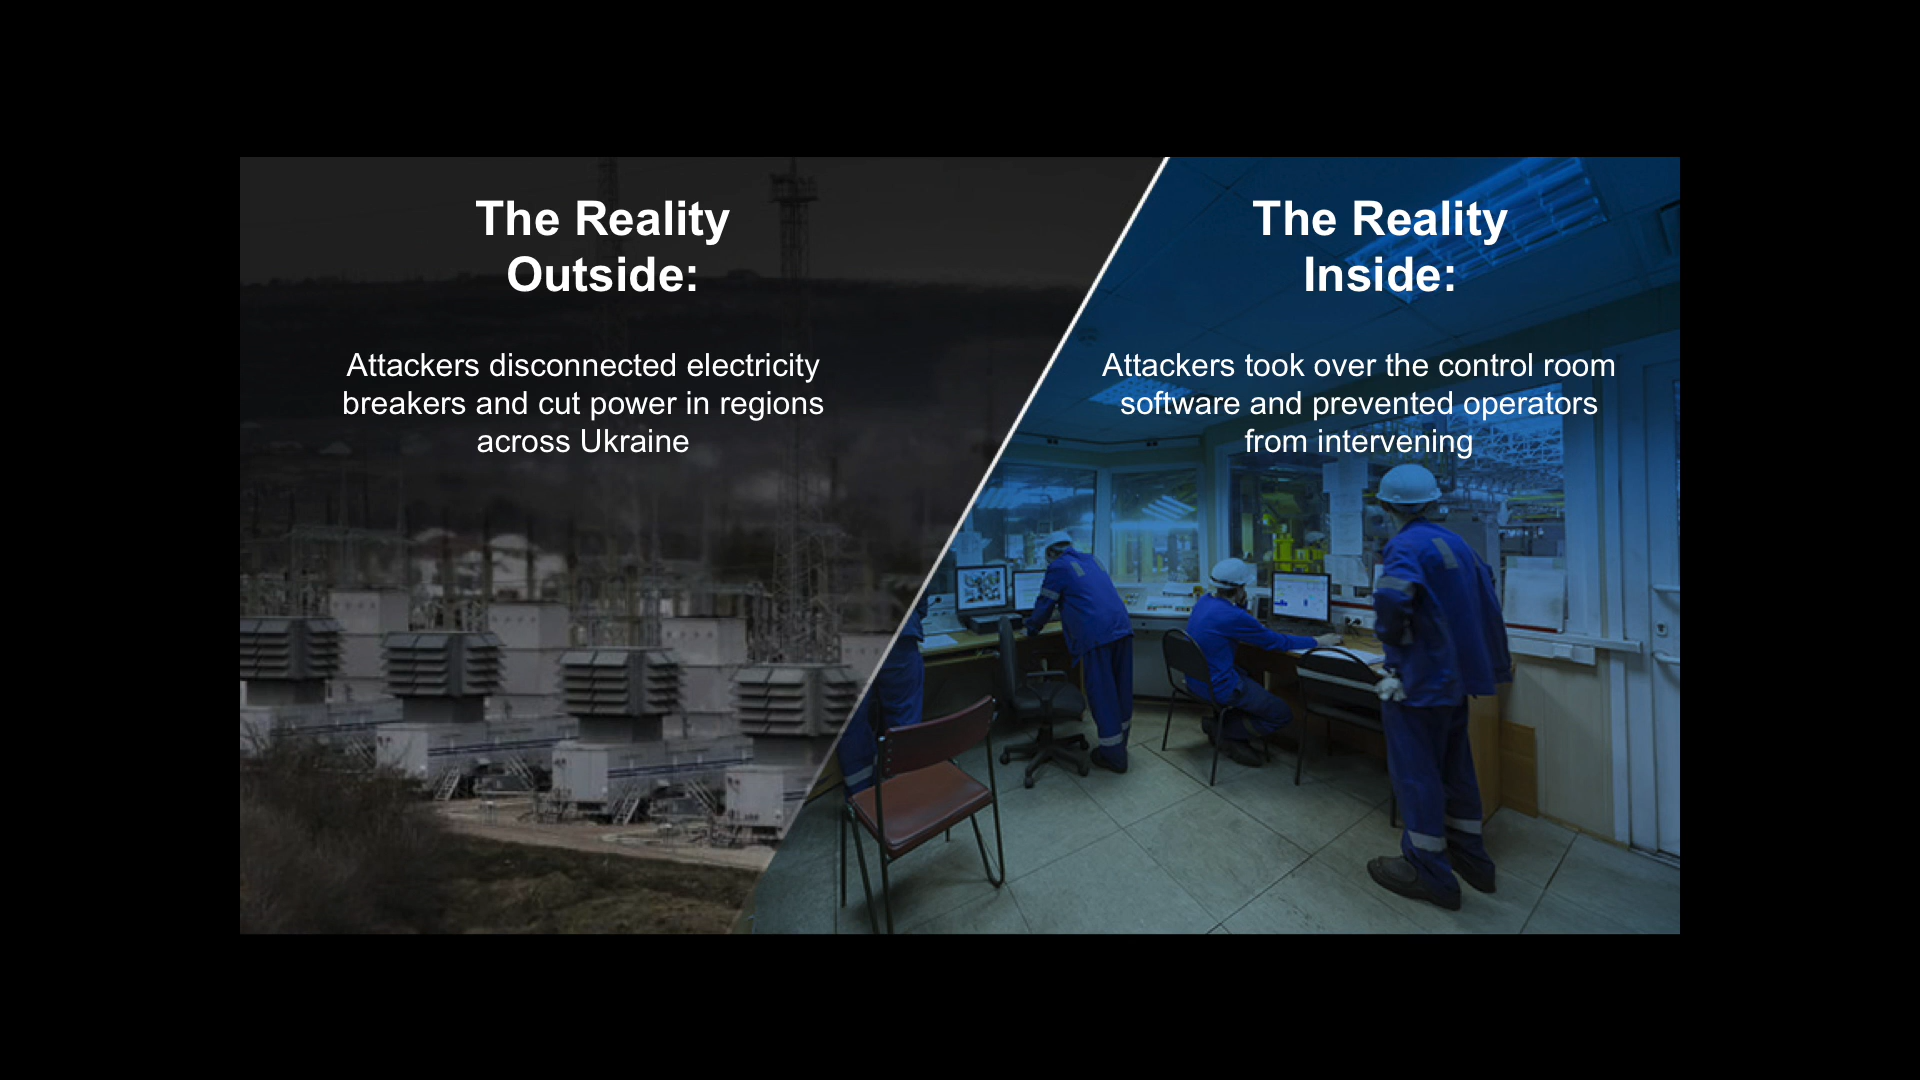 The Reality
Outside:
Attackers disconnected electricity
breakers and cut power in regions
across Ukraine
The Reality
Inside:
Attackers took over the control room
software and prevented operators
from intervening